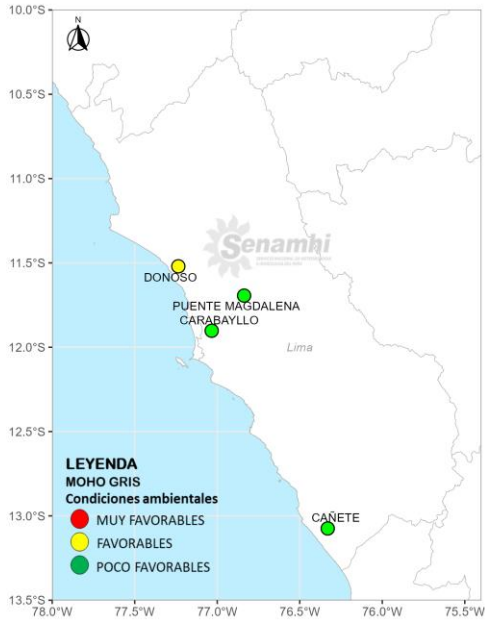 10.0°S
N
10.5°S
11.0°S
Senamhi
11.5°S
DONOSO
PUENTE MAGDALENA
CARABAYLLO
12.0°S
Lima
12.5°S
LEYENDA
MOHO GRIS
Condiciones ambientales
CAÑETE
13.0°S
MUY FAVORABLES
FAVORABLES
POCO FAVORABLES
13.5°S
78.0°W 77.5°W 77.0°W 76.5°W 76.0°W 75.5°W